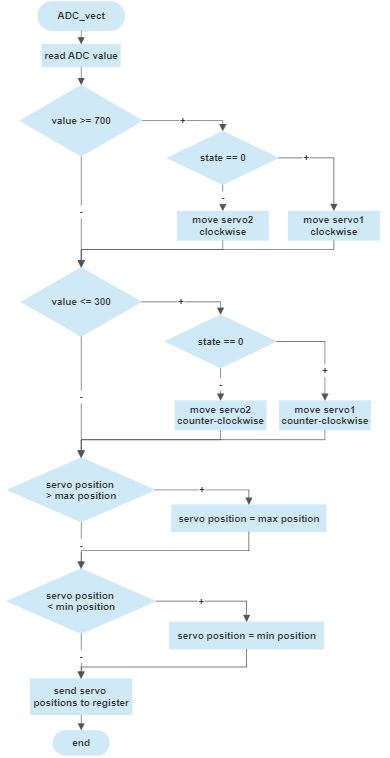 ADC_vect
read ADC value
value >= 700
+
state == 0
+
-
-
move servo2
clockwise
move servo1
clockwise
value <= 300
+
state == 0
+
-
-
move servo2
counter-clockwise
move servo1
counter-clockwise
servo position
> max position
+
servo position = max position
-
servo position
< min position
+
servo position = min position
-
send servo
positions to register
end